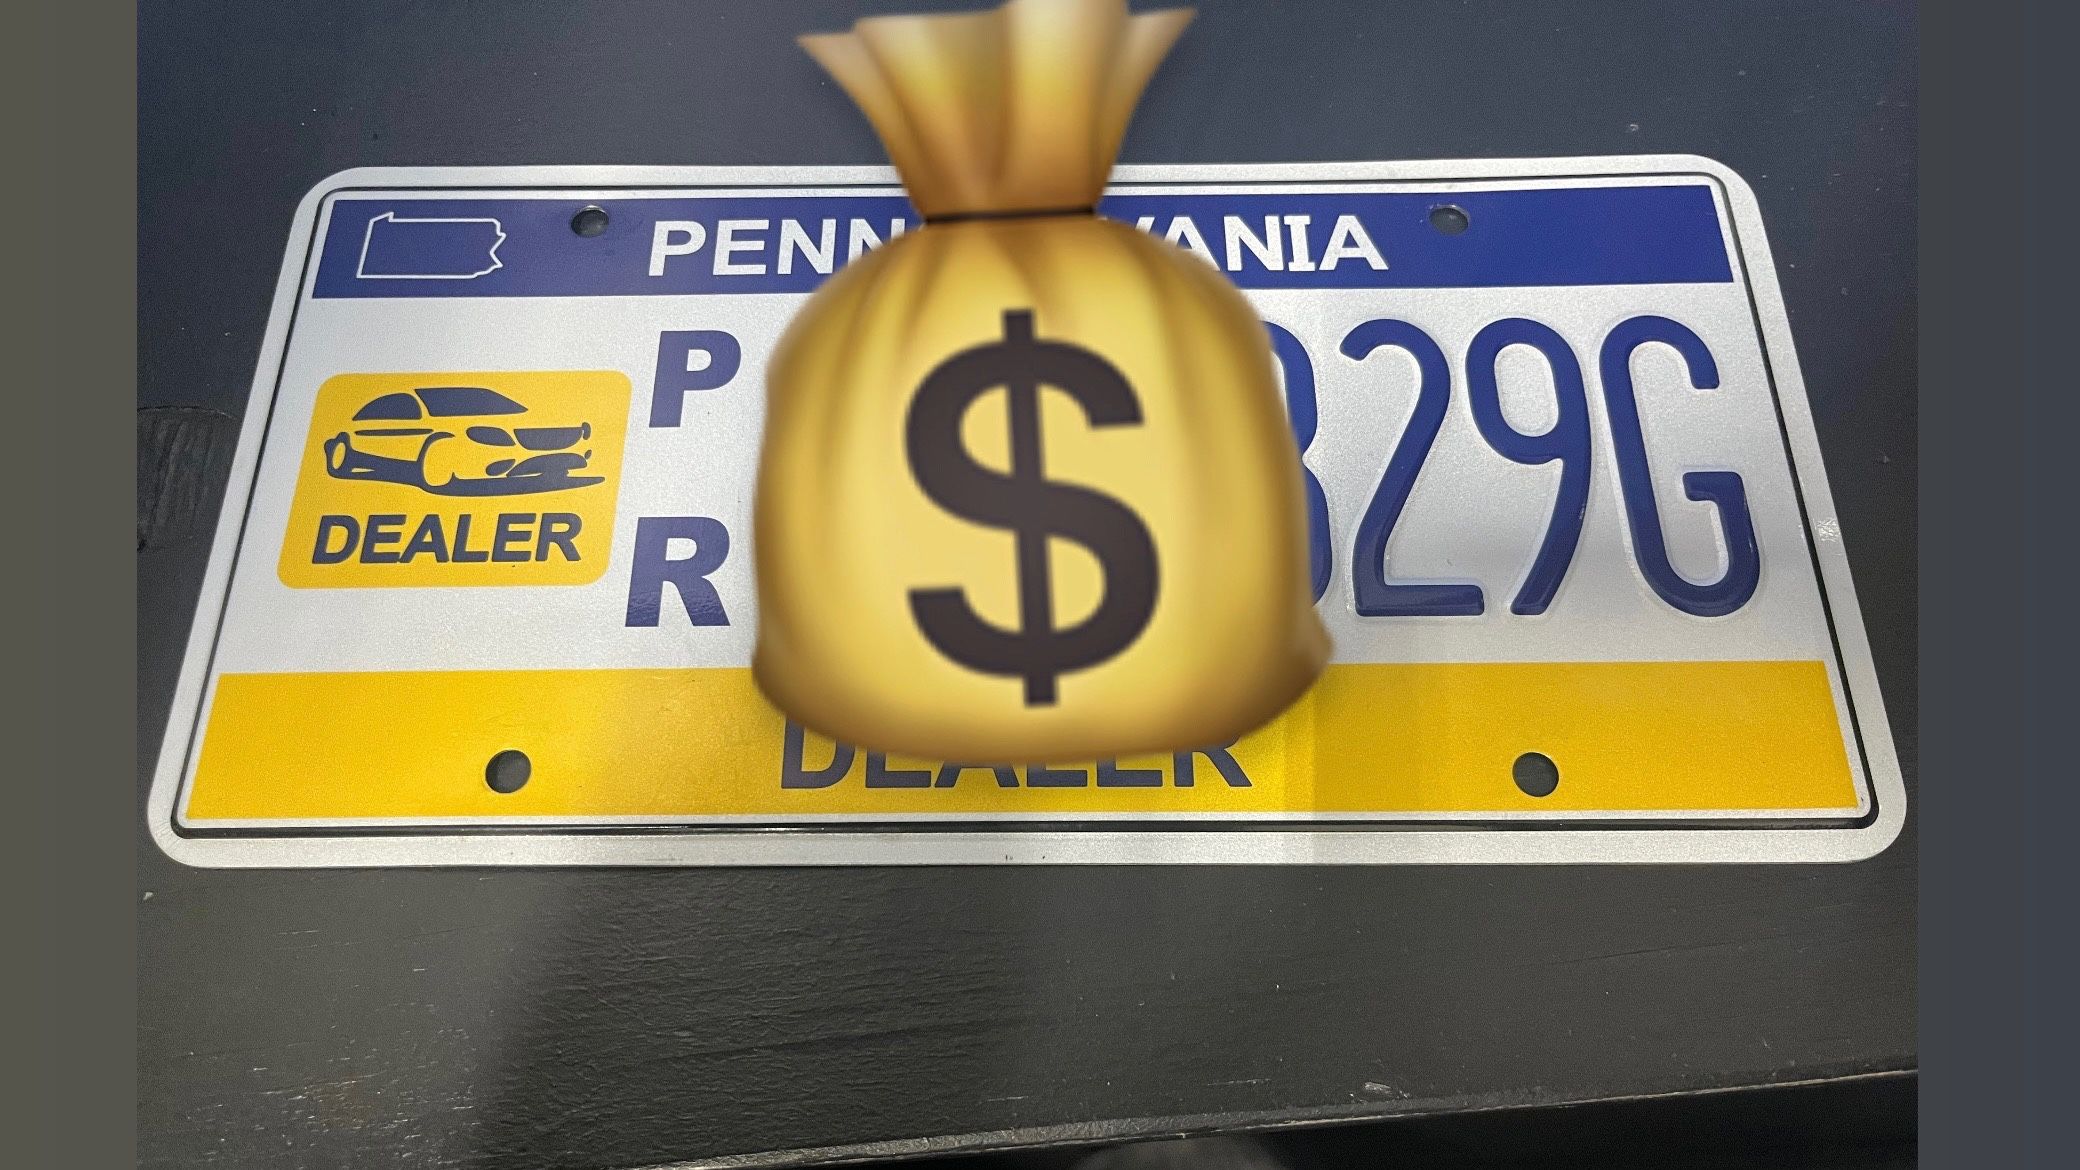 PENN VANIA
P
R
29G
DEALER
$
DEALER